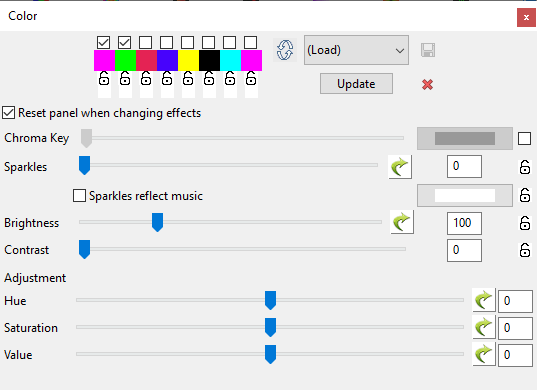 Color
(Load)
Update
Reset panel when changing effects
Chroma Key
Sparkles 0
Sparkles reflect music
Brightness 100
Contrast 0
Adjustment
Hue 0
Saturation 0
Value 0